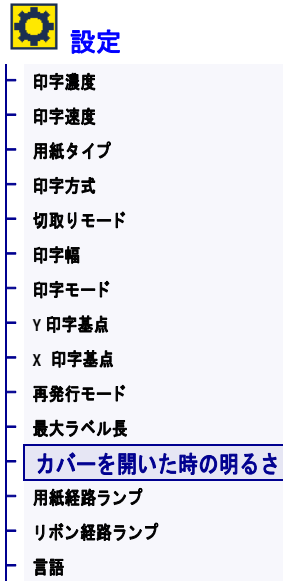 設定
印字濃度
印字速度
用紙タイプ
印字方式
切取りモード
印字幅
印字モード
Y 印字基点
X 印字基点
再発行モード
最大ラベル長
カバーを開いた時の明るさ
用紙経路ランプ
リボン経路ランプ
言語